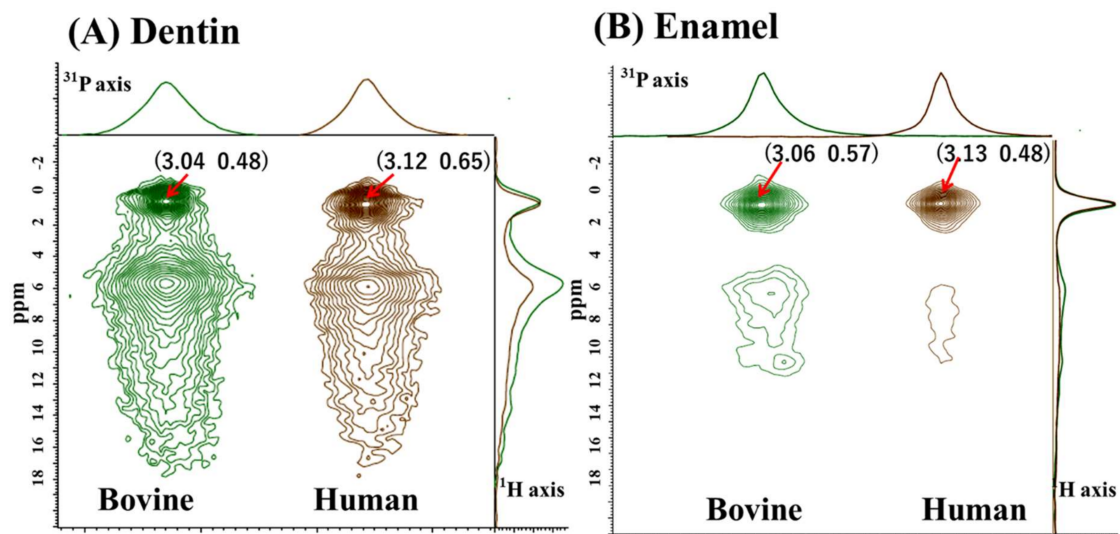 (A) Dentin
31P axis
(3.04 0.48)
(3.12 0.65)
-2
0
2
4
6
8
10
12
14
16
18
ppm
Bovine
Human
1H axis
(B) Enamel
31P axis
(3.06 0.57)
(3.13 0.48)
-2
0
2
4
6
8
10
12
14
16
18
ppm
Bovine
Human
H axis